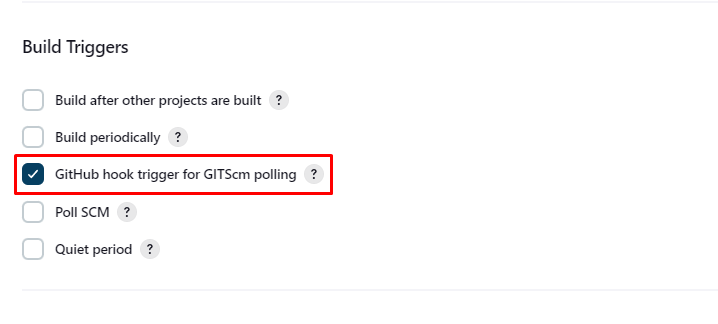 Build Triggers
Build after other projects are built ?
Build periodically ?
GitHub hook trigger for GITScm polling ?
Poll SCM ?
Quiet period ?